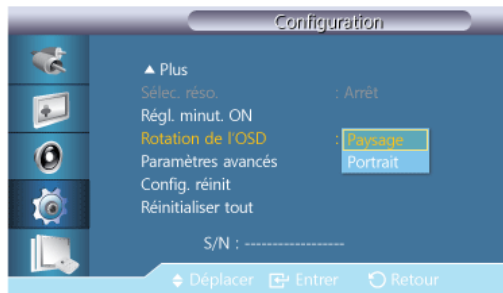 Configuration
▲ Plus
Sélec. réso. : Arrêt
Régl. minut. ON
Rotation de l'OSD : Paysage
Portrait
Paramètres avancés
Config. réinit
Réinitialiser tout
S/N : ------------------
Déplacer Entrer Retour